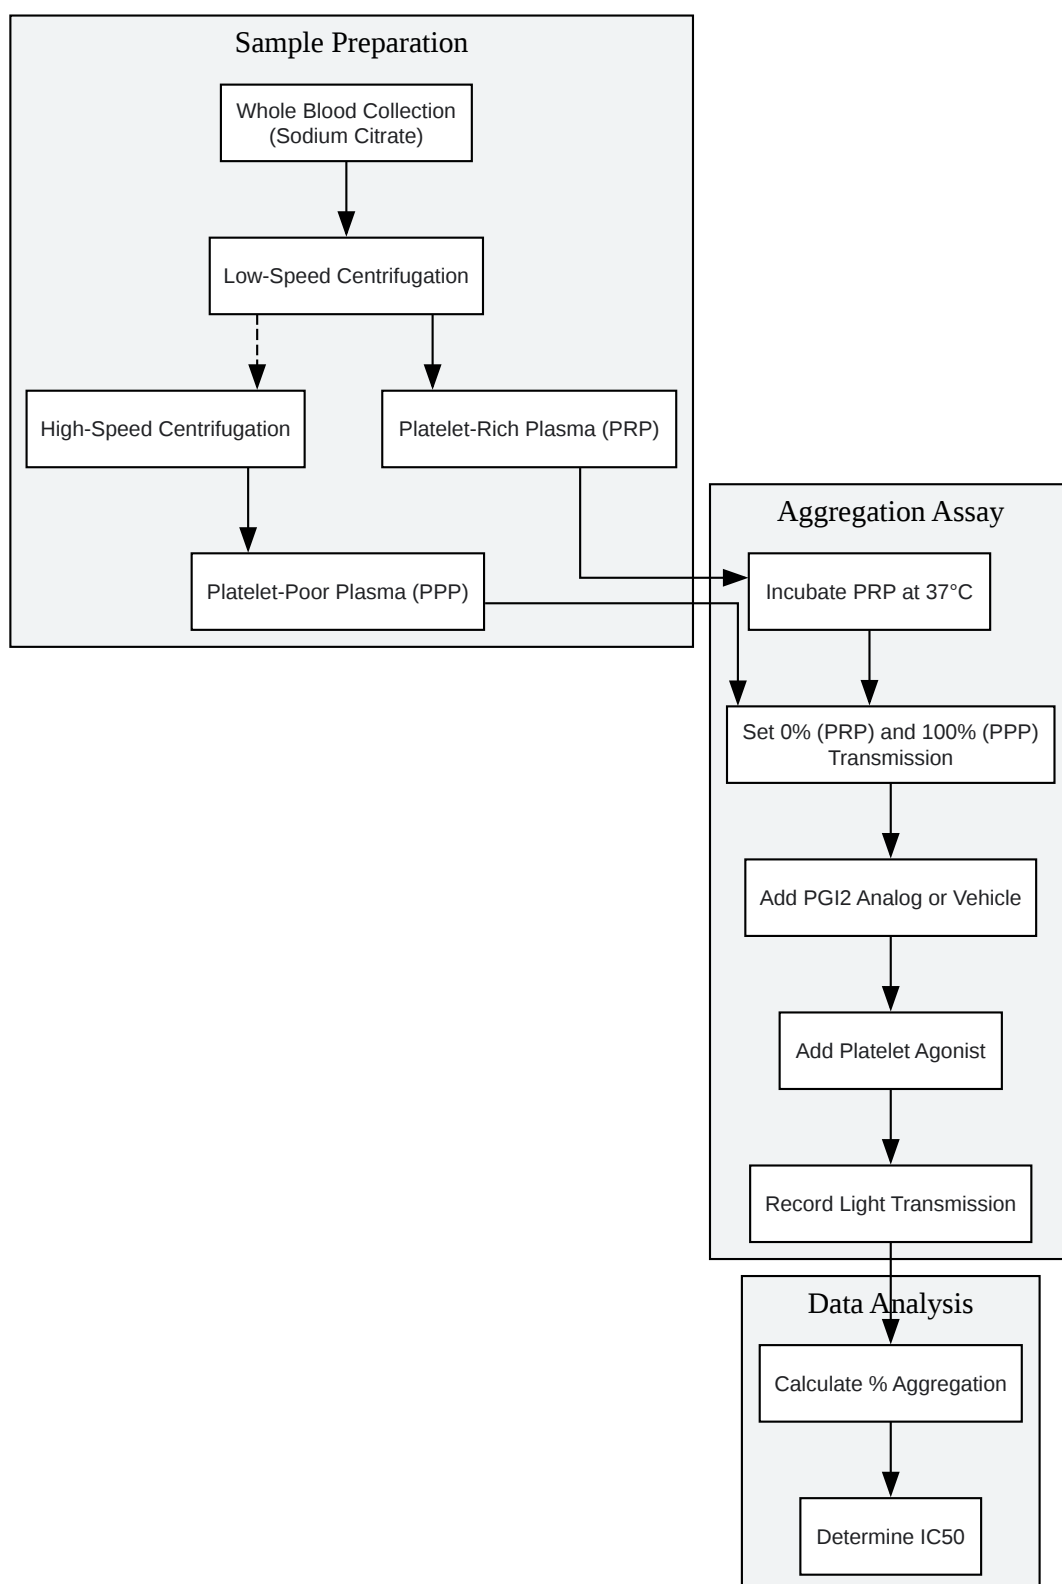 Sample Preparation
Whole Blood Collection
(Sodium Citrate)
Low-Speed Centrifugation
High-Speed Centrifugation
Platelet-Rich Plasma (PRP)
Platelet-Poor Plasma (PPP)
Aggregation Assay
Incubate PRP at 37°C
Set 0% (PRP) and 100% (PPP)
Transmission
Add PGI2 Analog or Vehicle
Add Platelet Agonist
Record Light Transmission
Data Analysis
Calculate % Aggregation
Determine IC50